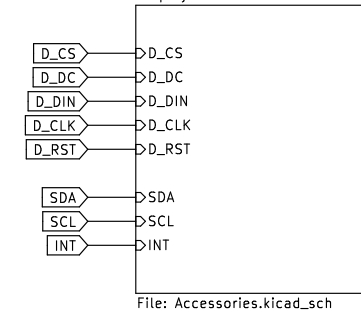 D_CS D_CS
D_DC D_DC
D_DIN D_DIN
D_CLK D_CLK
D_RST D_RST
SDA SDA
SCL SCL
INT INT
File: Accessories.kicad_sch